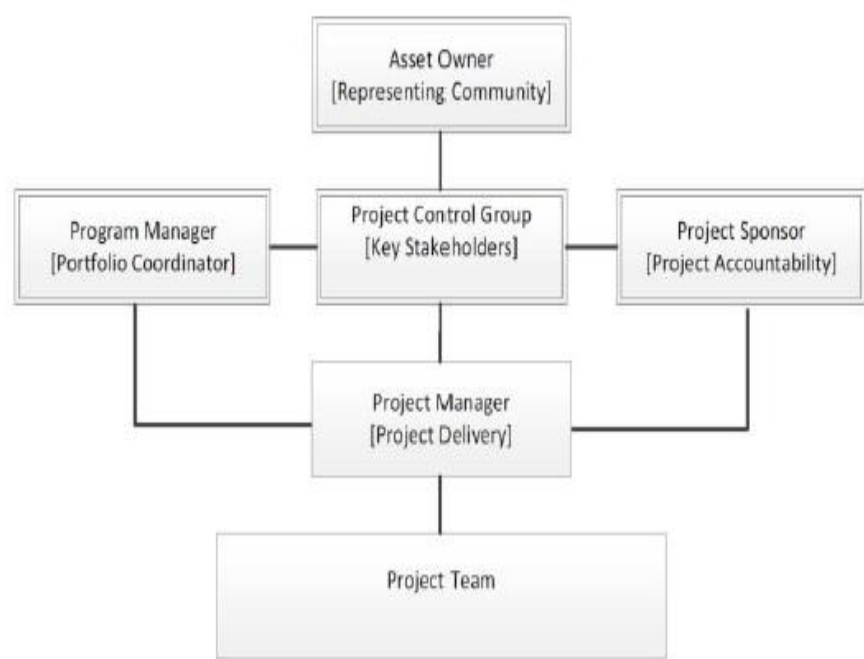 Asset Owner
[Representing Community]
Program Manager
[Portfolio Coordinator]
Project Control Group
[Key Stakeholders]
Project Sponsor
[Project Accountability]
Project Manager
[Project Delivery]
Project Team